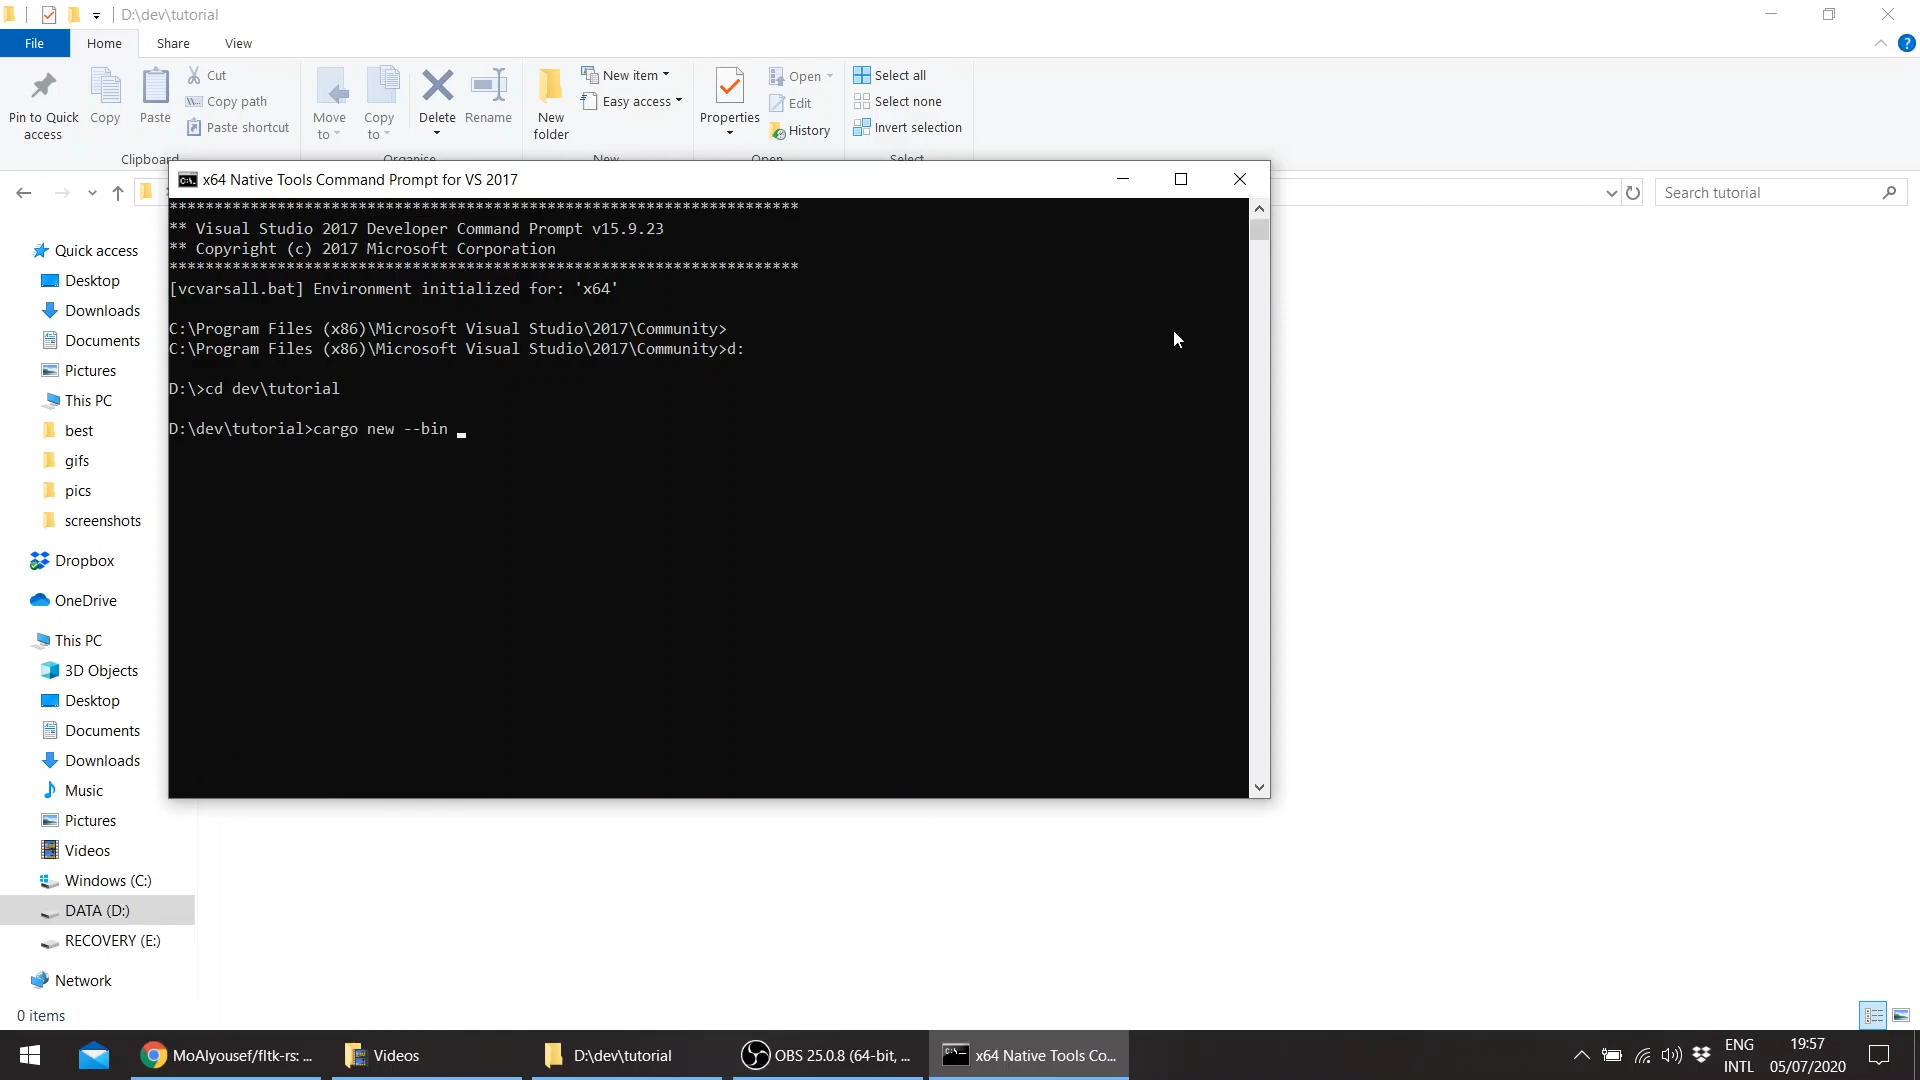 D:\dev\tutorial
File Home Share View
Pin to Quick access
Copy
Paste
Cut
Copy path
Paste shortcut
Clipboard
Move to
Copy to
Delete
Rename
Organise
New folder
New item
Easy access
New
Properties
Open
Edit
History
Open
Select all
Select none
Invert selection
Select
Search tutorial
x64 Native Tools Command Prompt for VS 2017
**********************************************************************
** Visual Studio 2017 Developer Command Prompt v15.9.23
** Copyright (c) 2017 Microsoft Corporation
**********************************************************************
[vcvarsall.bat] Environment initialized for: 'x64'
C:\Program Files (x86)\Microsoft Visual Studio\2017\Community>
C:\Program Files (x86)\Microsoft Visual Studio\2017\Community>d:
D:\>cd dev\tutorial
D:\dev\tutorial>cargo new --bin _
Quick access
Desktop
Downloads
Documents
Pictures
This PC
best
gifs
pics
screenshots
Dropbox
OneDrive
This PC
3D Objects
Desktop
Documents
Downloads
Music
Pictures
Videos
Windows (C:)
DATA (D:)
RECOVERY (E:)
Network
0 items
MoAlyousef/fltk-rs: ...
Videos
D:\dev\tutorial
OBS 25.0.8 (64-bit, ...
x64 Native Tools Co...
ENG
INTL
19:57
05/07/2020